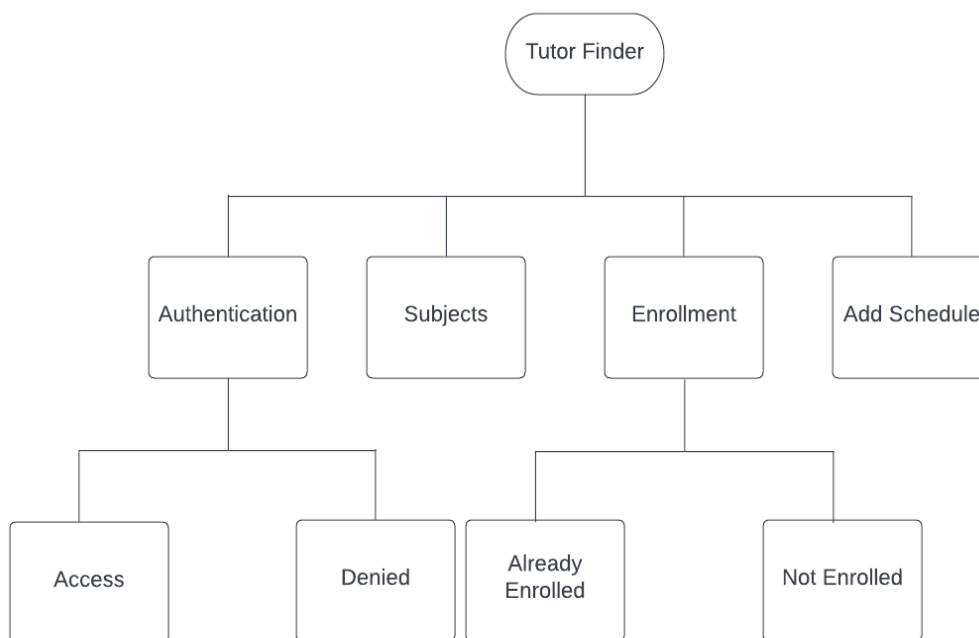 Tutor Finder
Authentication
Subjects
Enrollment
Add Schedule
Access
Denied
Already
Enrolled
Not Enrolled